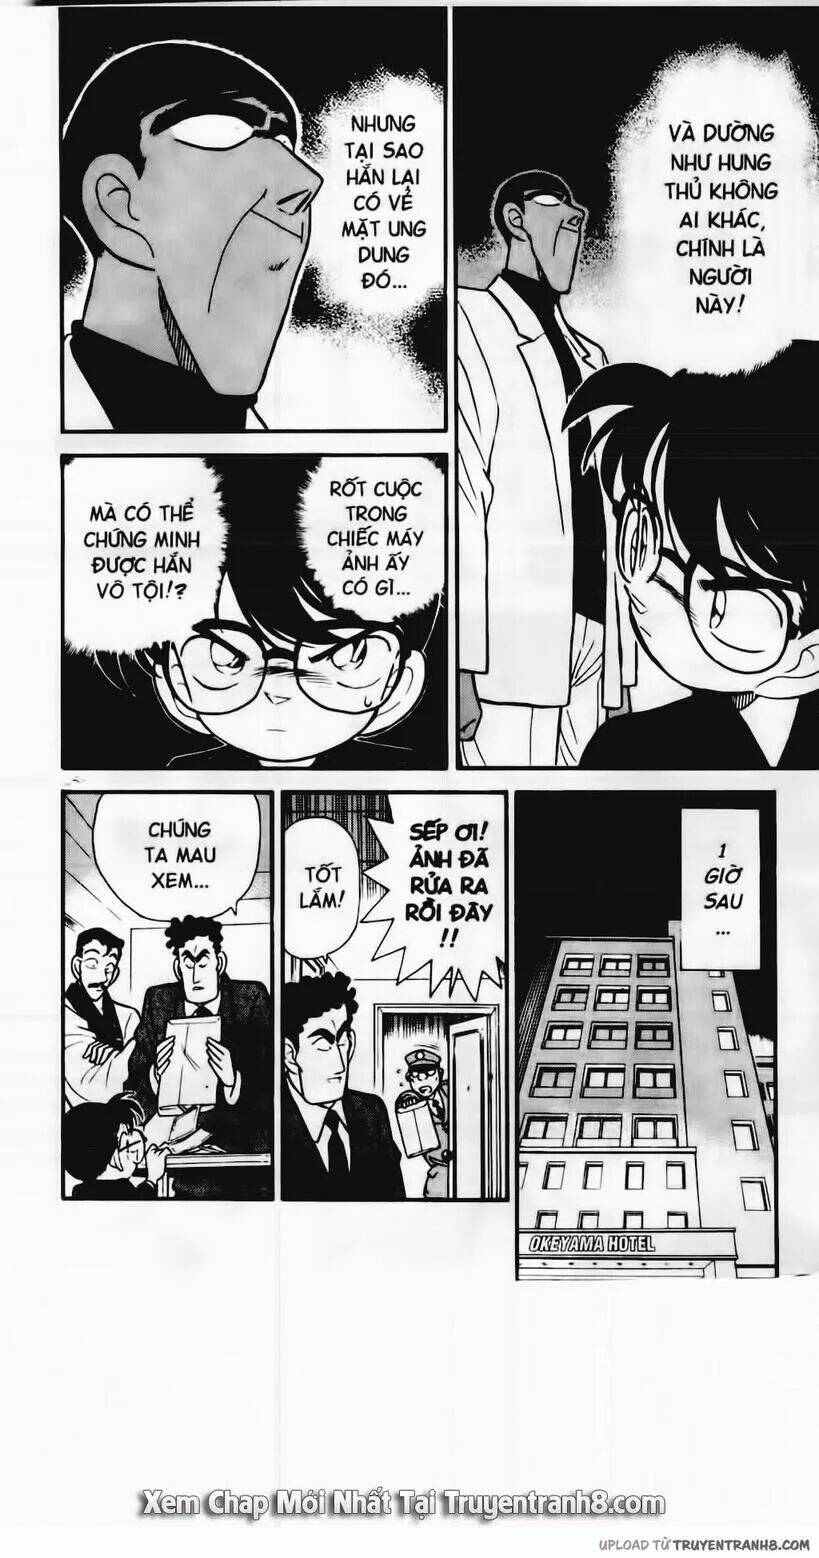 VÀ DƯỜNG
NHƯ HUNG
THỦ KHÔNG
AI KHÁC,
CHÍNH LÀ
NGƯỜI
NÀY!
NHƯNG
TẠI SAO
HẮN LẠI
CÓ VẺ
MẶT UNG
DUNG
ĐÓ...
RỐT CUỘC
TRONG
CHIẾC MÁY
ẢNH ẤY
CÓ GÌ...
MÀ CÓ THỂ
CHỨNG MINH
ĐƯỢC HẮN
VÔ TỘI!?
1
GIỜ
SAU
...
OKEYAMA HOTEL
SẾP ƠI!
ẢNH ĐÃ
RỬA RA
RỒI ĐÂY
!!
TỐT
LẮM!
CHÚNG
TA MAU
XEM...
Xem Chap Mới Nhất Tại Truyentranh8.com
UPLOAD TỪ TRUYENTRANH8.COM